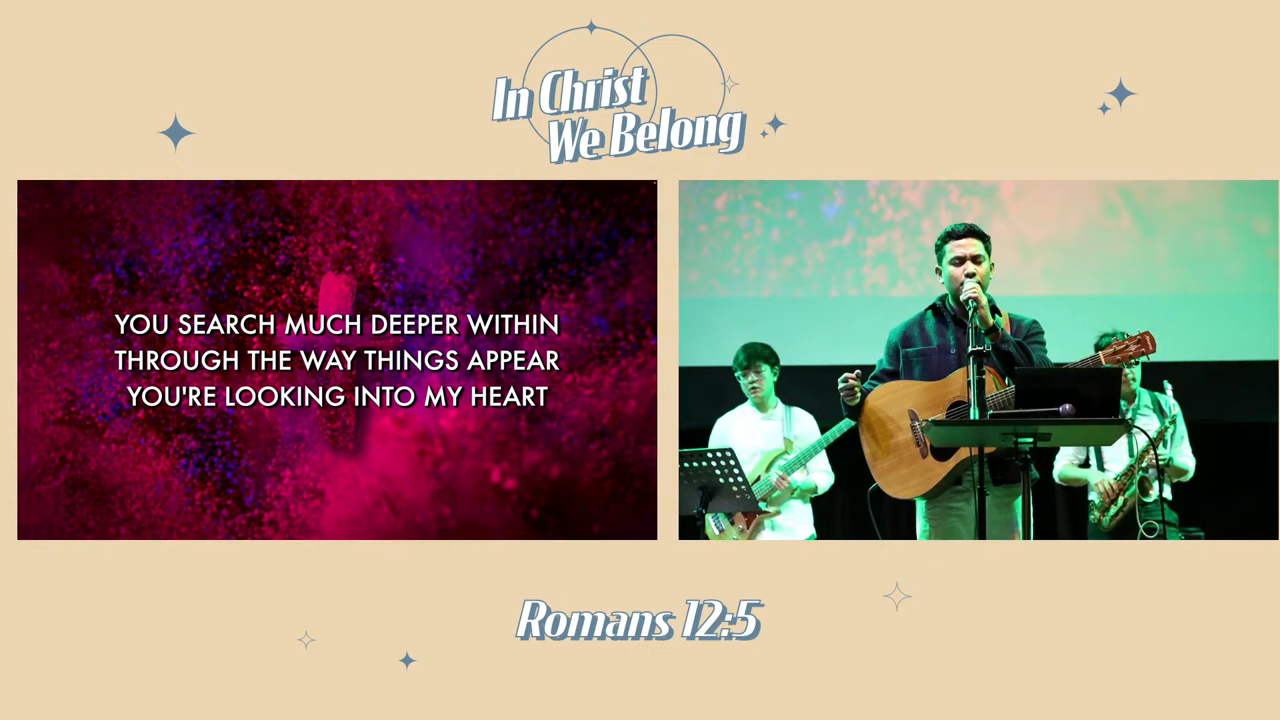 In Christ
We Belong
YOU SEARCH MUCH DEEPER WITHIN
THROUGH THE WAY THINGS APPEAR
YOU'RE LOOKING INTO MY HEART
Romans 12:5